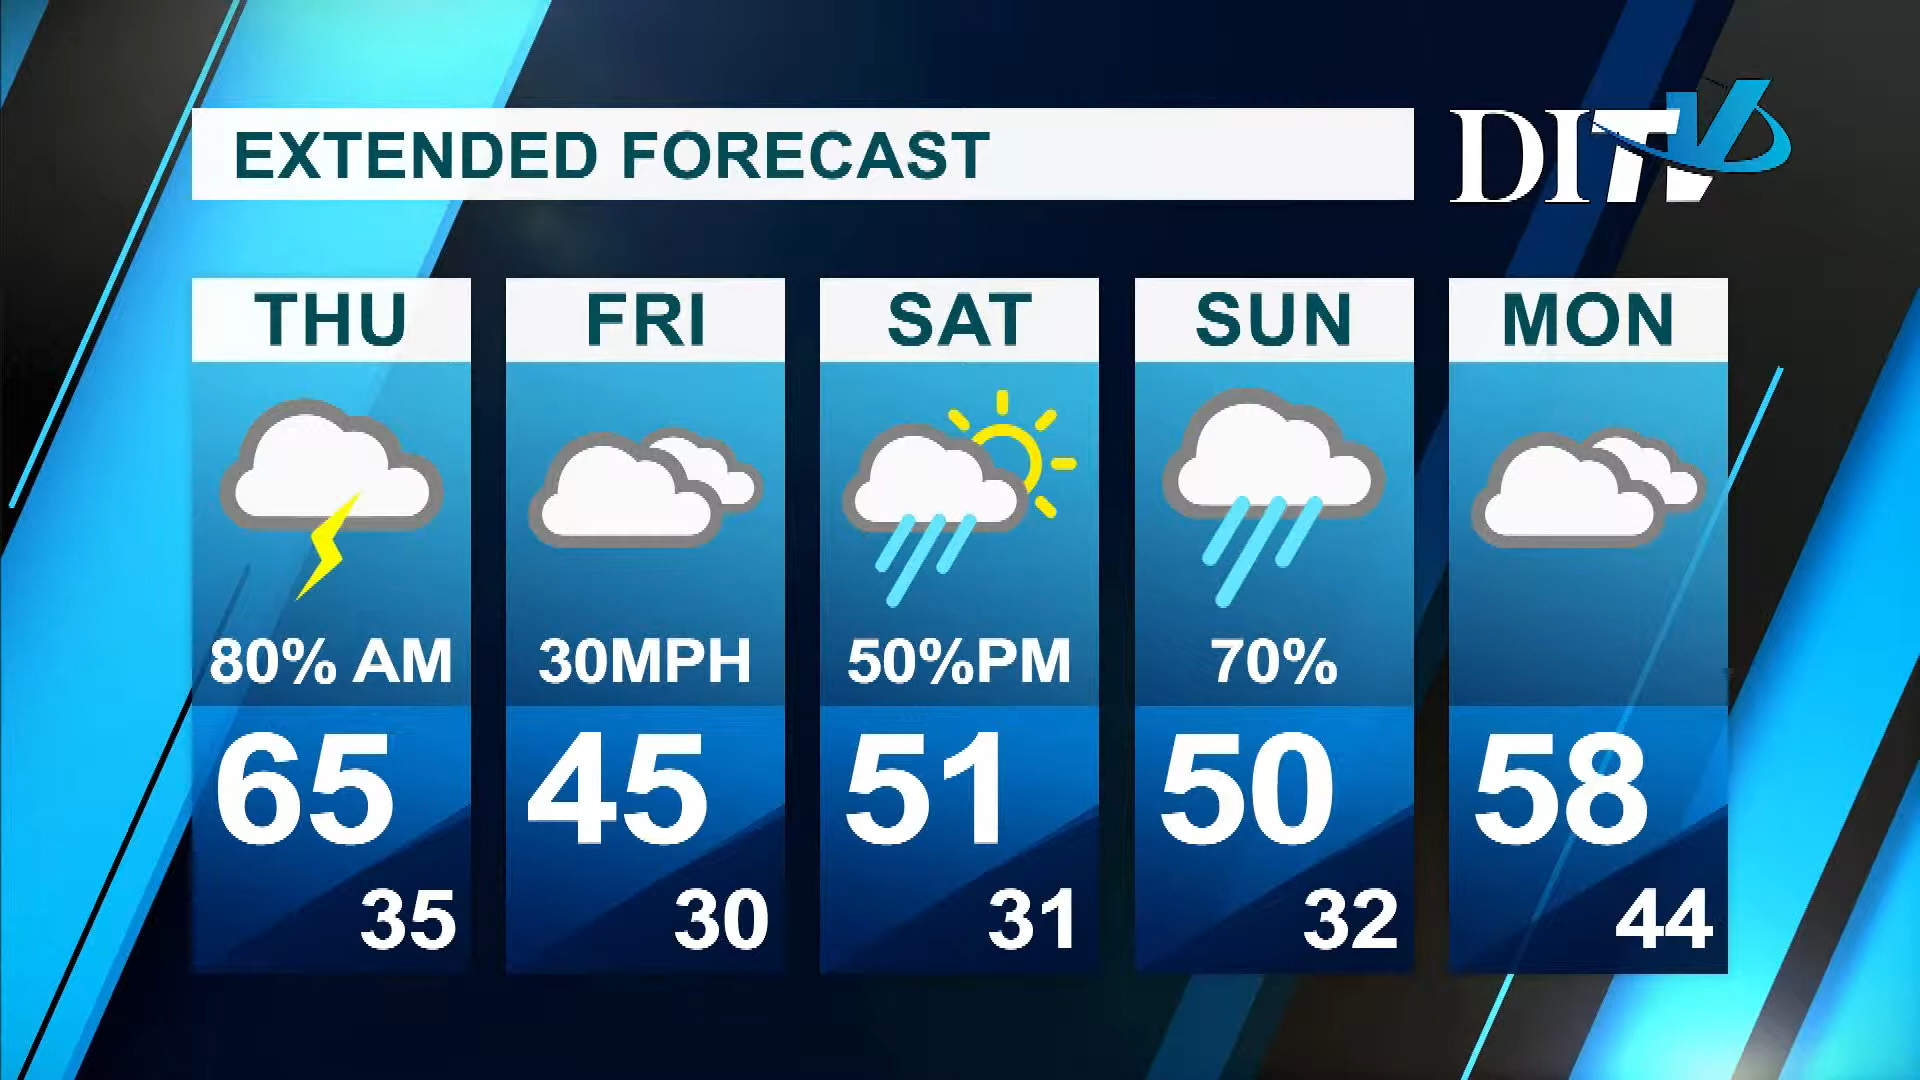 EXTENDED FORECAST
DITV
THU
FRI
SAT
SUN
MON
80% AM
30MPH
50%PM
70%
65
45
51
50
58
35
30
31
32
44